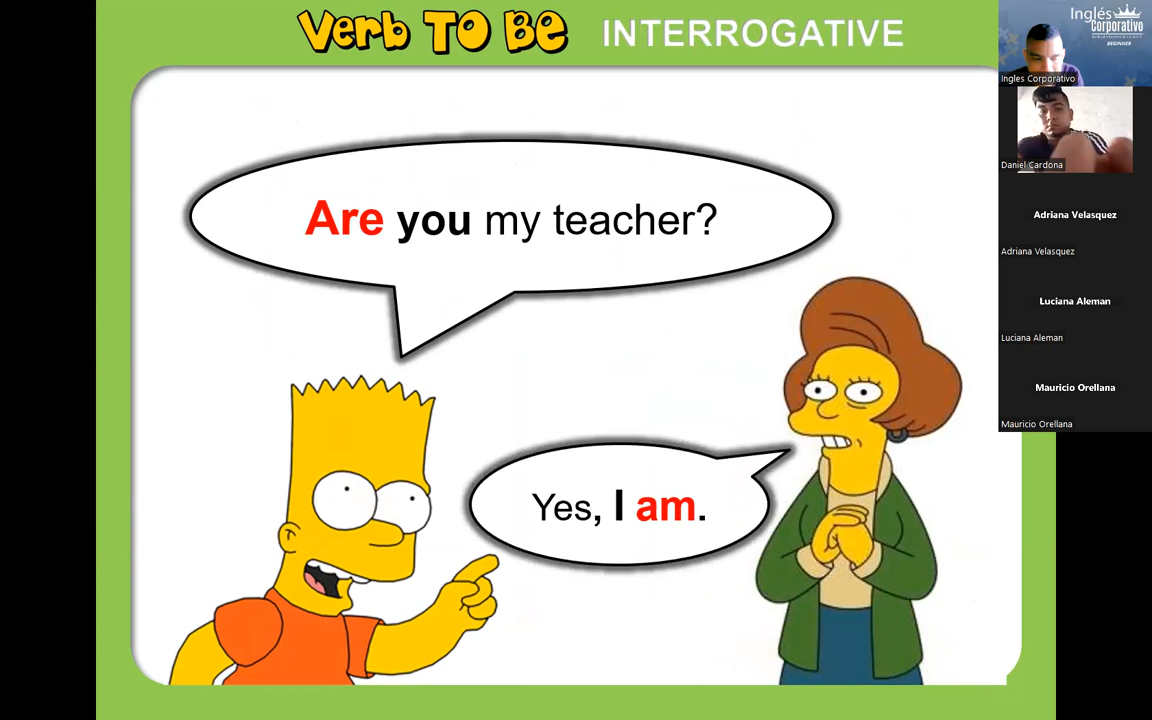 Verb TO BE INTERROGATIVE
Are you my teacher?
Yes, I am.
Inglés
Corporativo
BEGINNER
Ingles Corporativo
Daniel Cardona
Adriana Velasquez
Adriana Velasquez
Luciana Aleman
Luciana Aleman
Mauricio Orellana
Mauricio Orellana